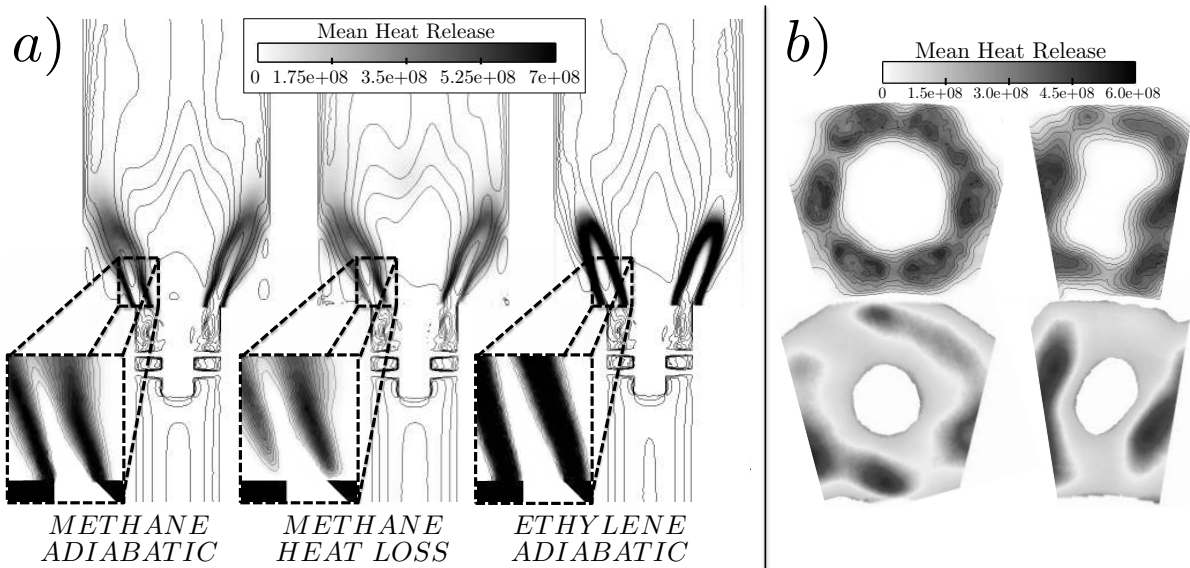 a)
Mean Heat Release
0 1.75e+08 3.5e+08 5.25e+08 7e+08
METHANE
ADIABATIC
METHANE
HEAT LOSS
ETHYLENE
ADIABATIC
b)
Mean Heat Release
0 1.5e+08 3.0e+08 4.5e+08 6.0e+08